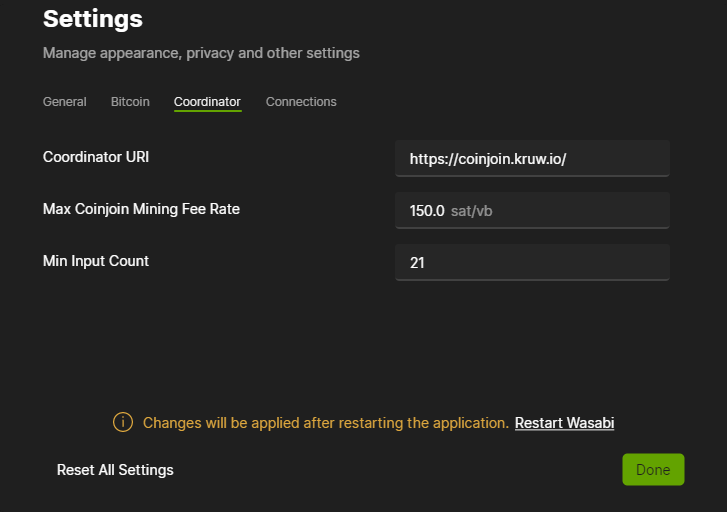 Settings
Manage appearance, privacy and other settings
General Bitcoin Coordinator Connections
Coordinator URI https://coinjoin.kruw.io/
Max Coinjoin Mining Fee Rate 150.0 sat/vb
Min Input Count 21
Changes will be applied after restarting the application. Restart Wasabi
Reset All Settings Done